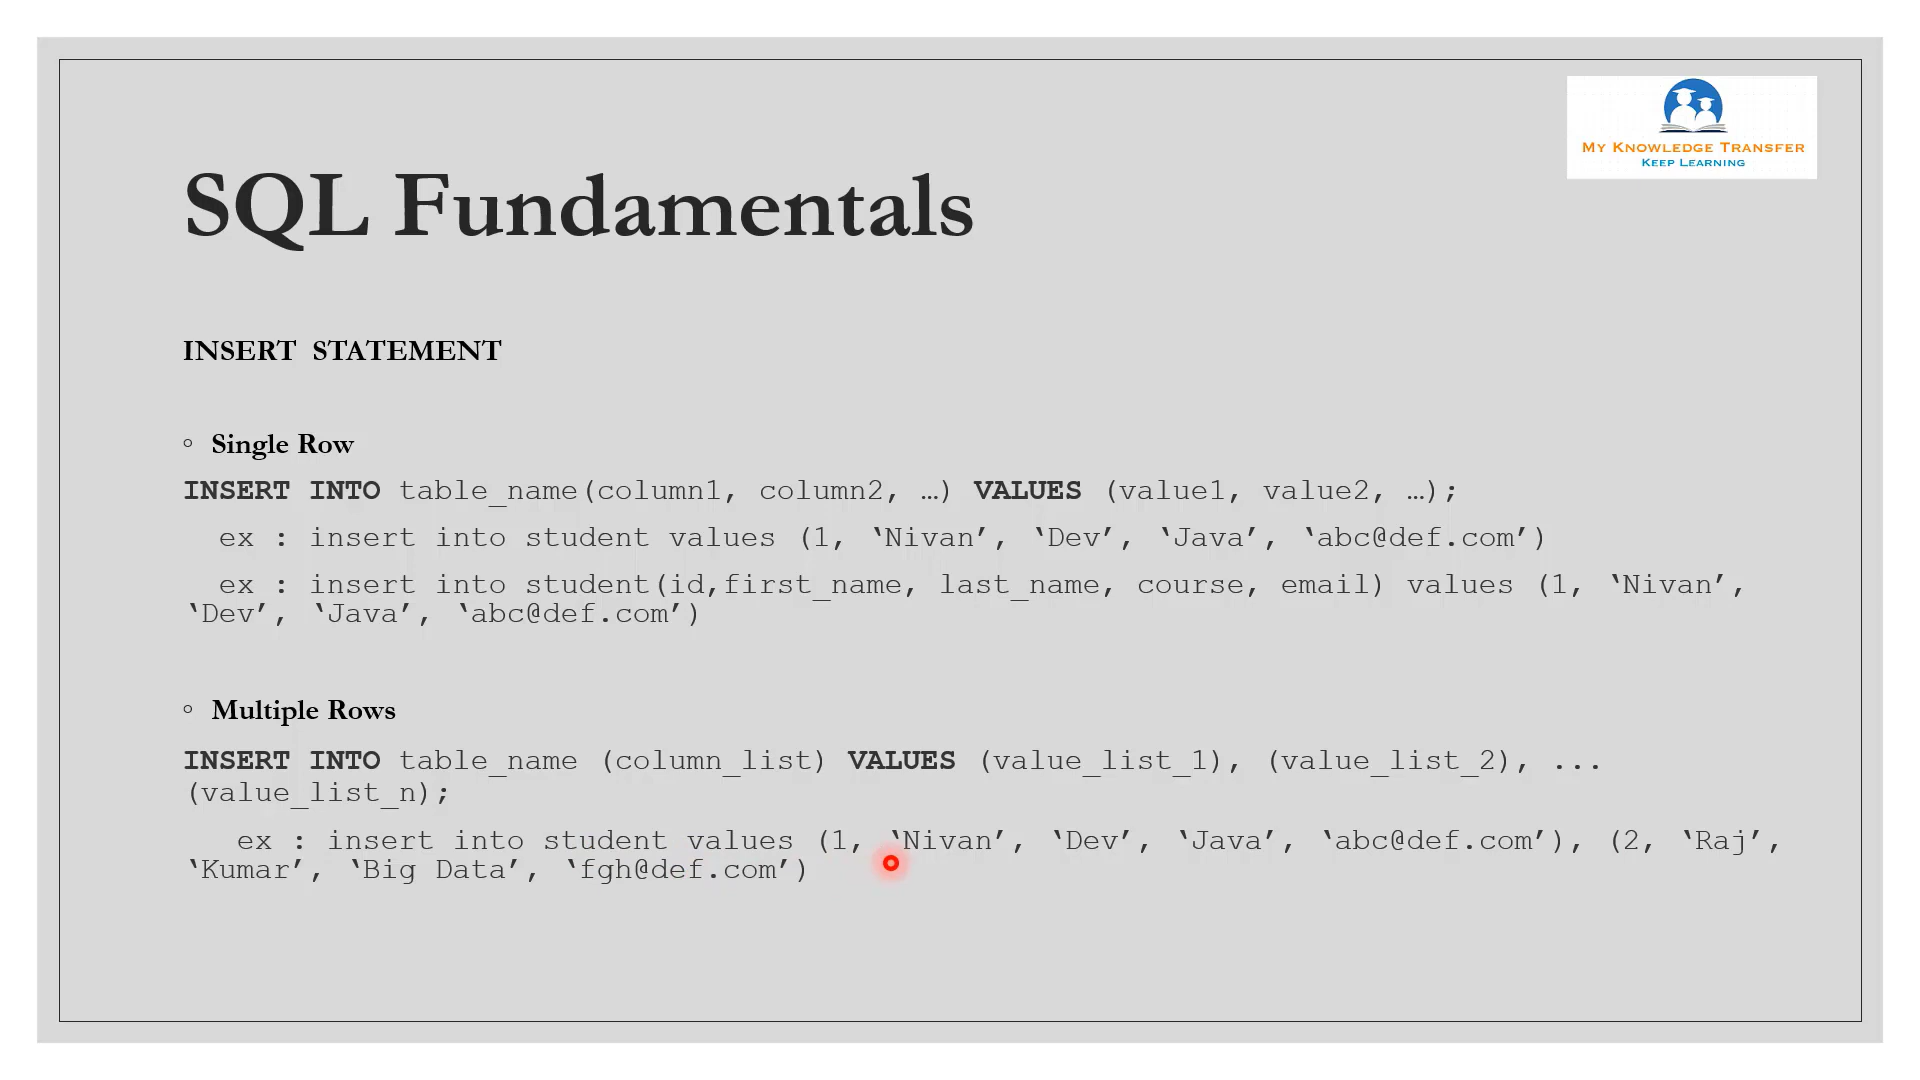 MY KNOWLEDGE TRANSFER
KEEP LEARNING
SQL Fundamentals
INSERT STATEMENT
◦ Single Row
INSERT INTO table_name(column1, column2, …) VALUES (value1, value2, …);
ex : insert into student values (1, ‘Nivan’, ‘Dev’, ‘Java’, ‘abc@def.com’)
ex : insert into student(id,first_name, last_name, course, email) values (1, ‘Nivan’,
‘Dev’, ‘Java’, ‘abc@def.com’)
◦ Multiple Rows
INSERT INTO table_name (column_list) VALUES (value_list_1), (value_list_2), ...
(value_list_n);
ex : insert into student values (1, ‘Nivan’, ‘Dev’, ‘Java’, ‘abc@def.com’), (2, ‘Raj’,
‘Kumar’, ‘Big Data’, ‘fgh@def.com’)